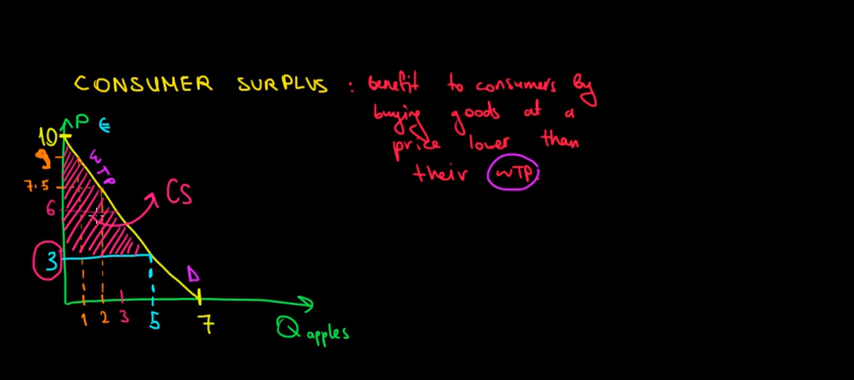 CONSUMER SURPLUS : benefit to consumers by
buying goods at a
price lower than
their WTP
P €
10
9
WTP
7.5
CS
6
3
D
1 2 3 5 7
Q apples